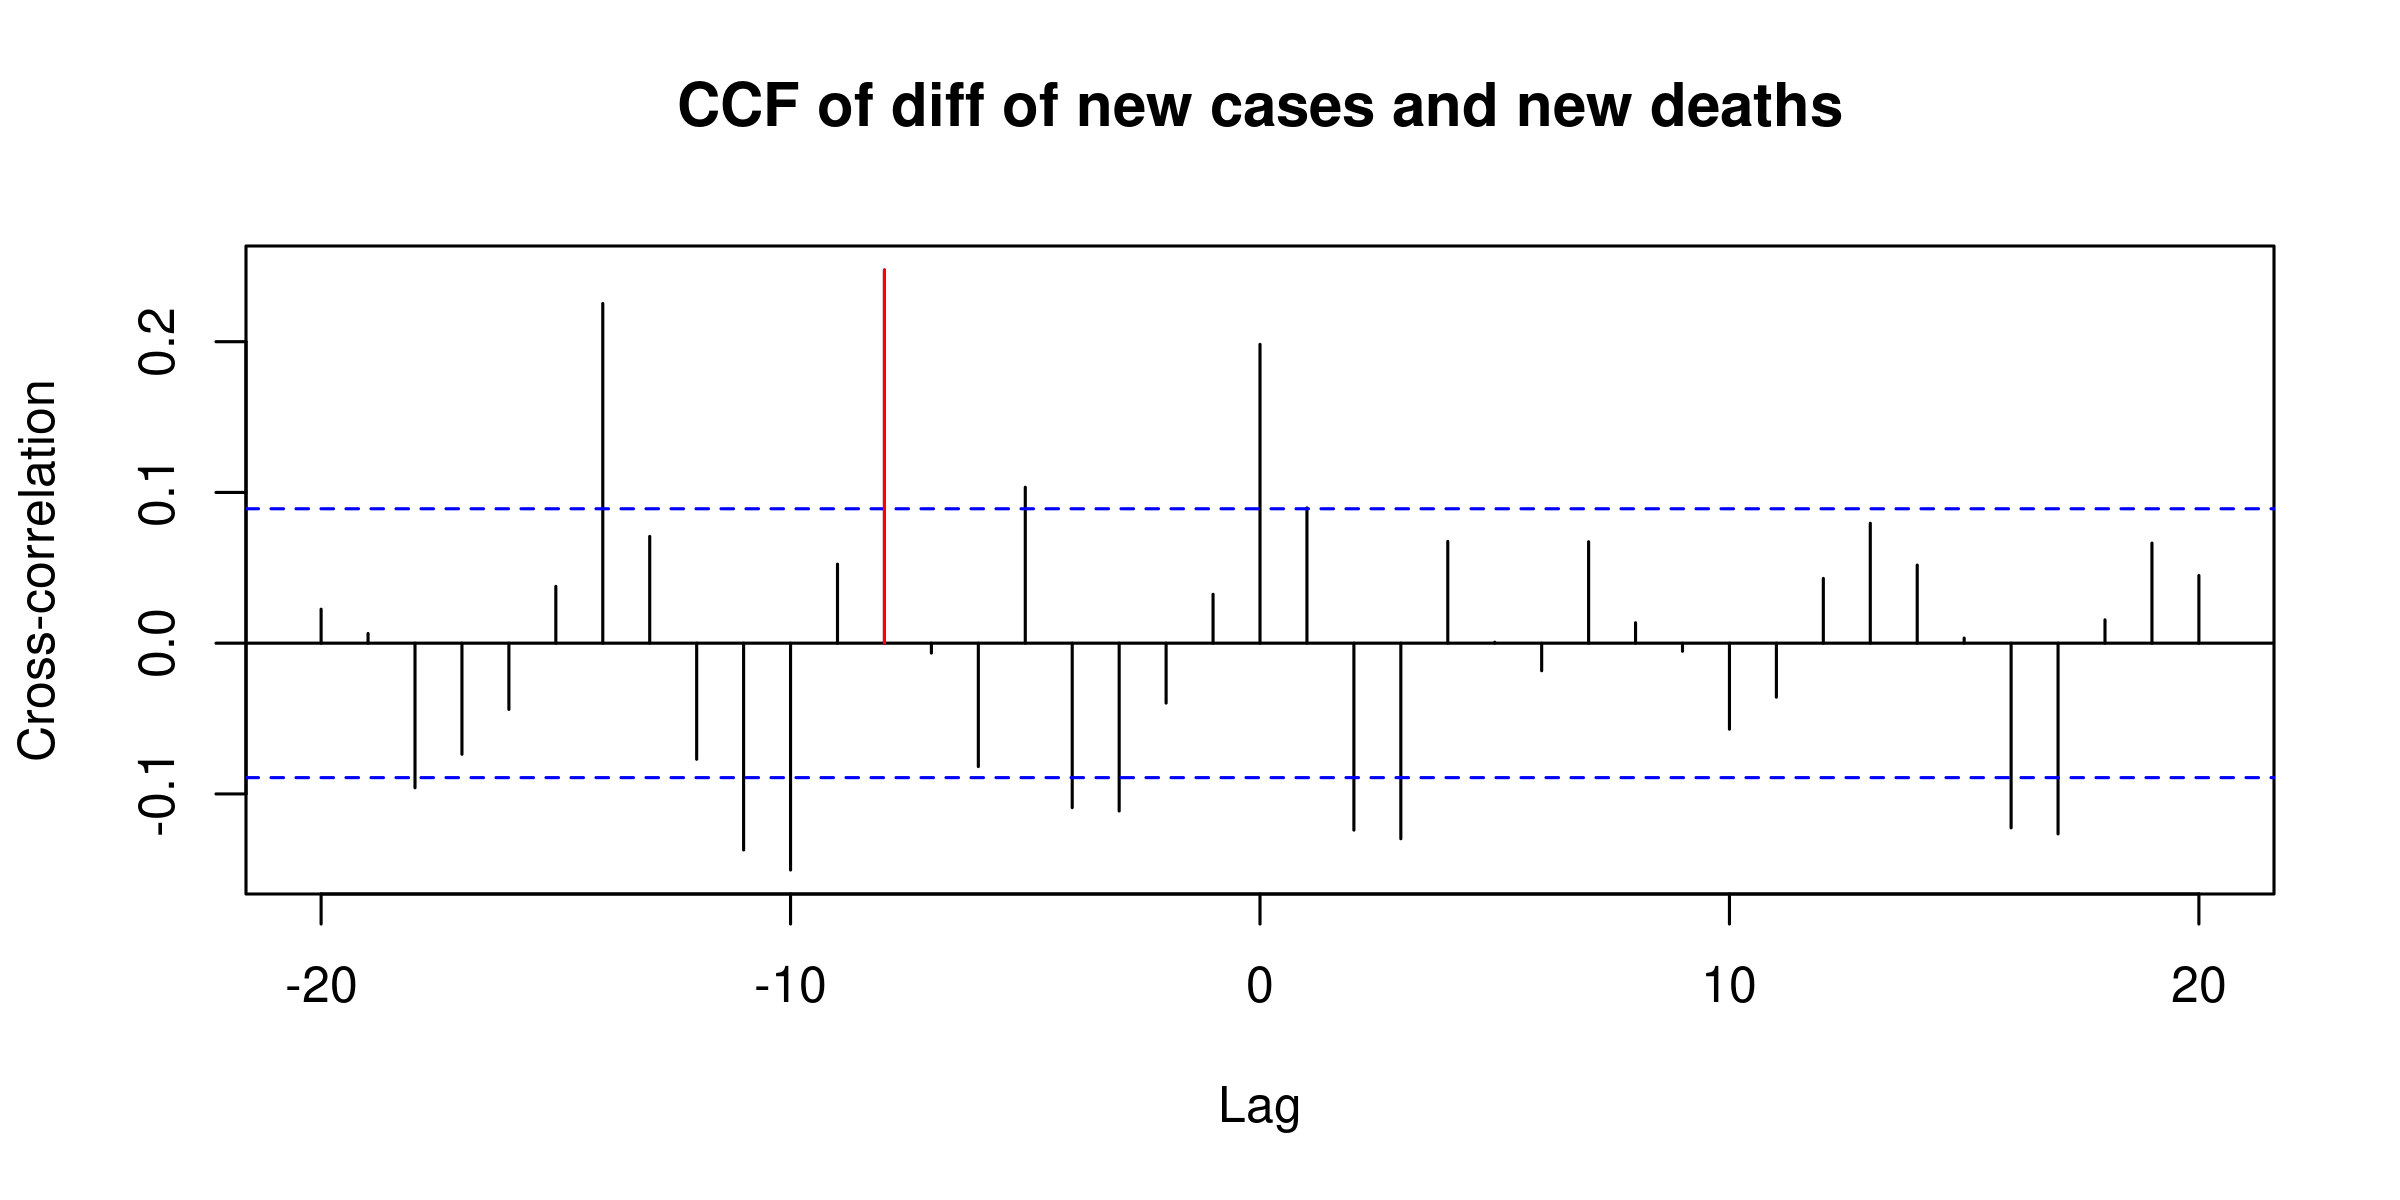 CCF of diff of new cases and new deaths
Cross-correlation
0.2
0.1
0.0
-0.1
-20 -10 0 10 20
Lag